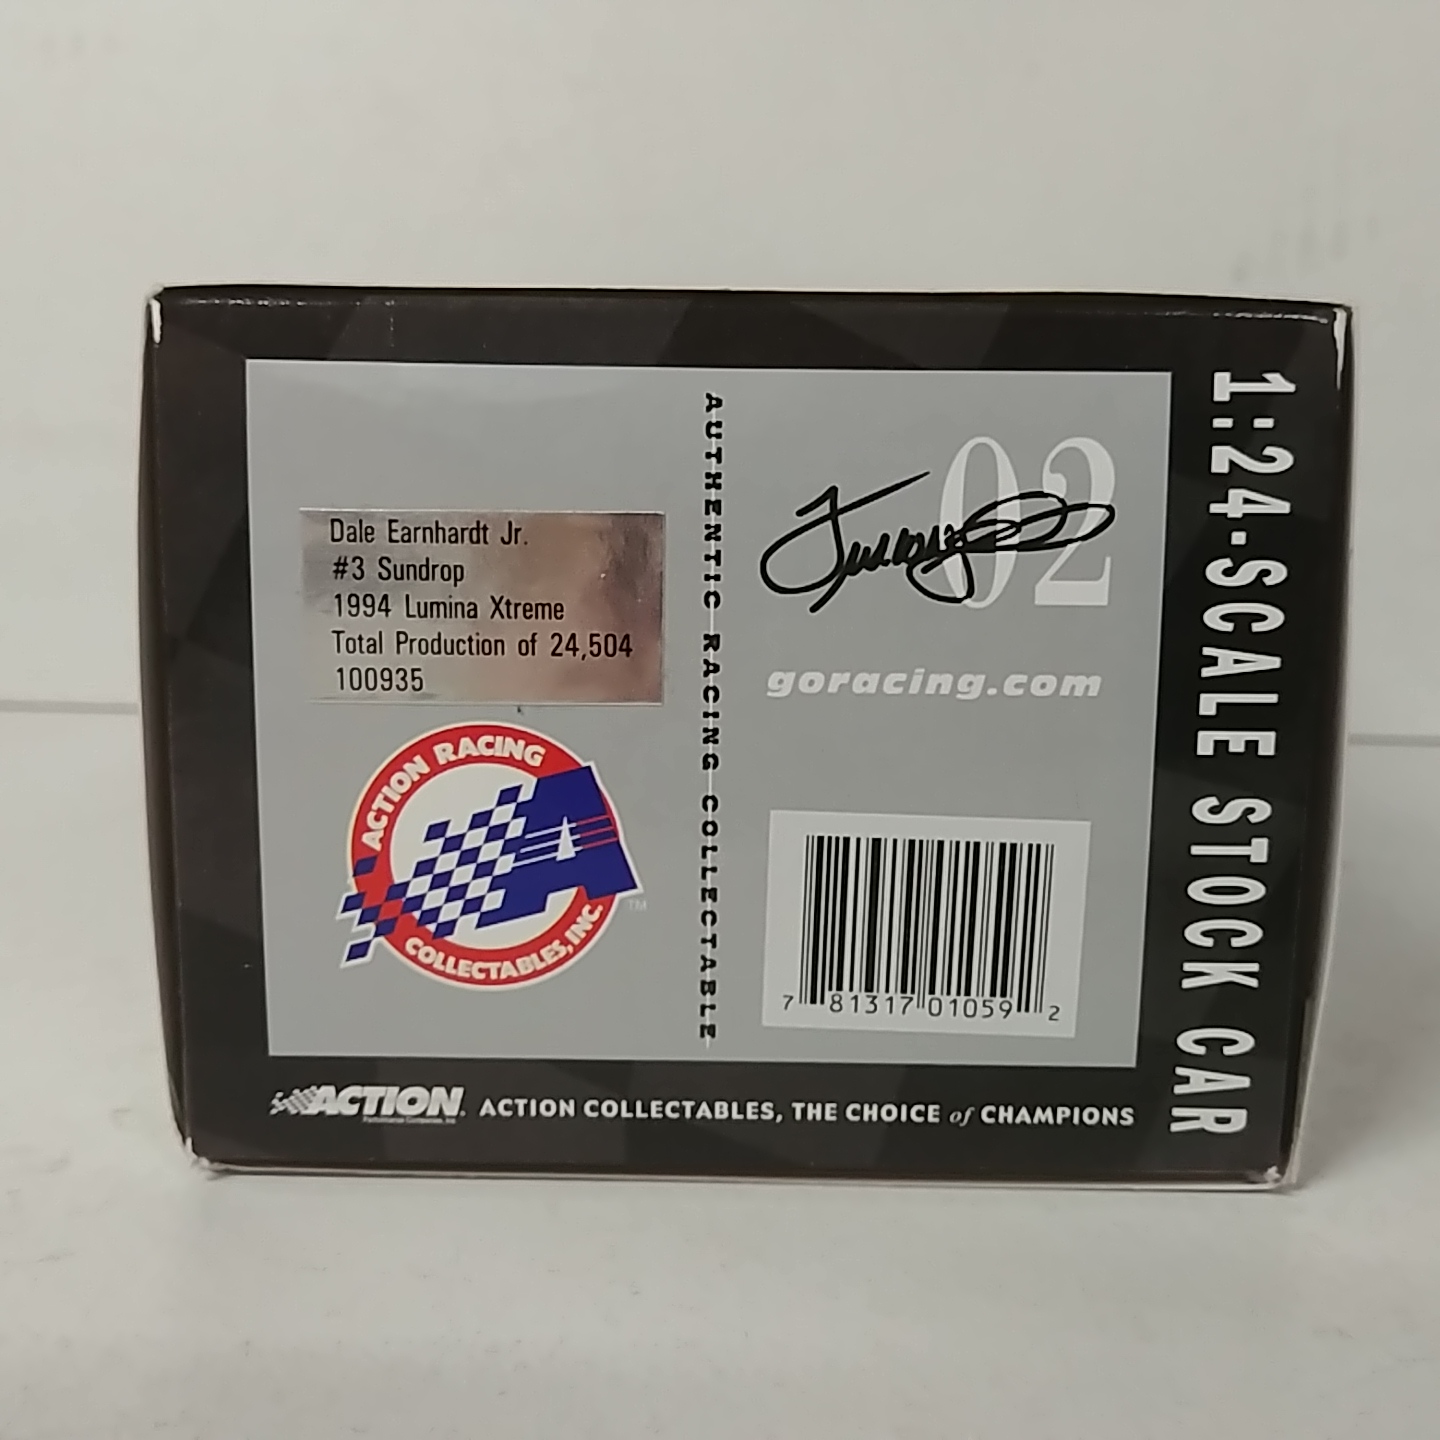 Dale Earnhardt Jr.
#3 Sundrop
1994 Lumina Xtreme
Total Production of 24,504
100935
ACTION RACING
COLLECTABLES, INC.
TM
AUTHENTIC RACING COLLECTABLE
02
goracing.com
7 81317 01059 2
1:24-SCALE STOCK CAR
ACTION
ACTION COLLECTABLES, THE CHOICE of CHAMPIONS